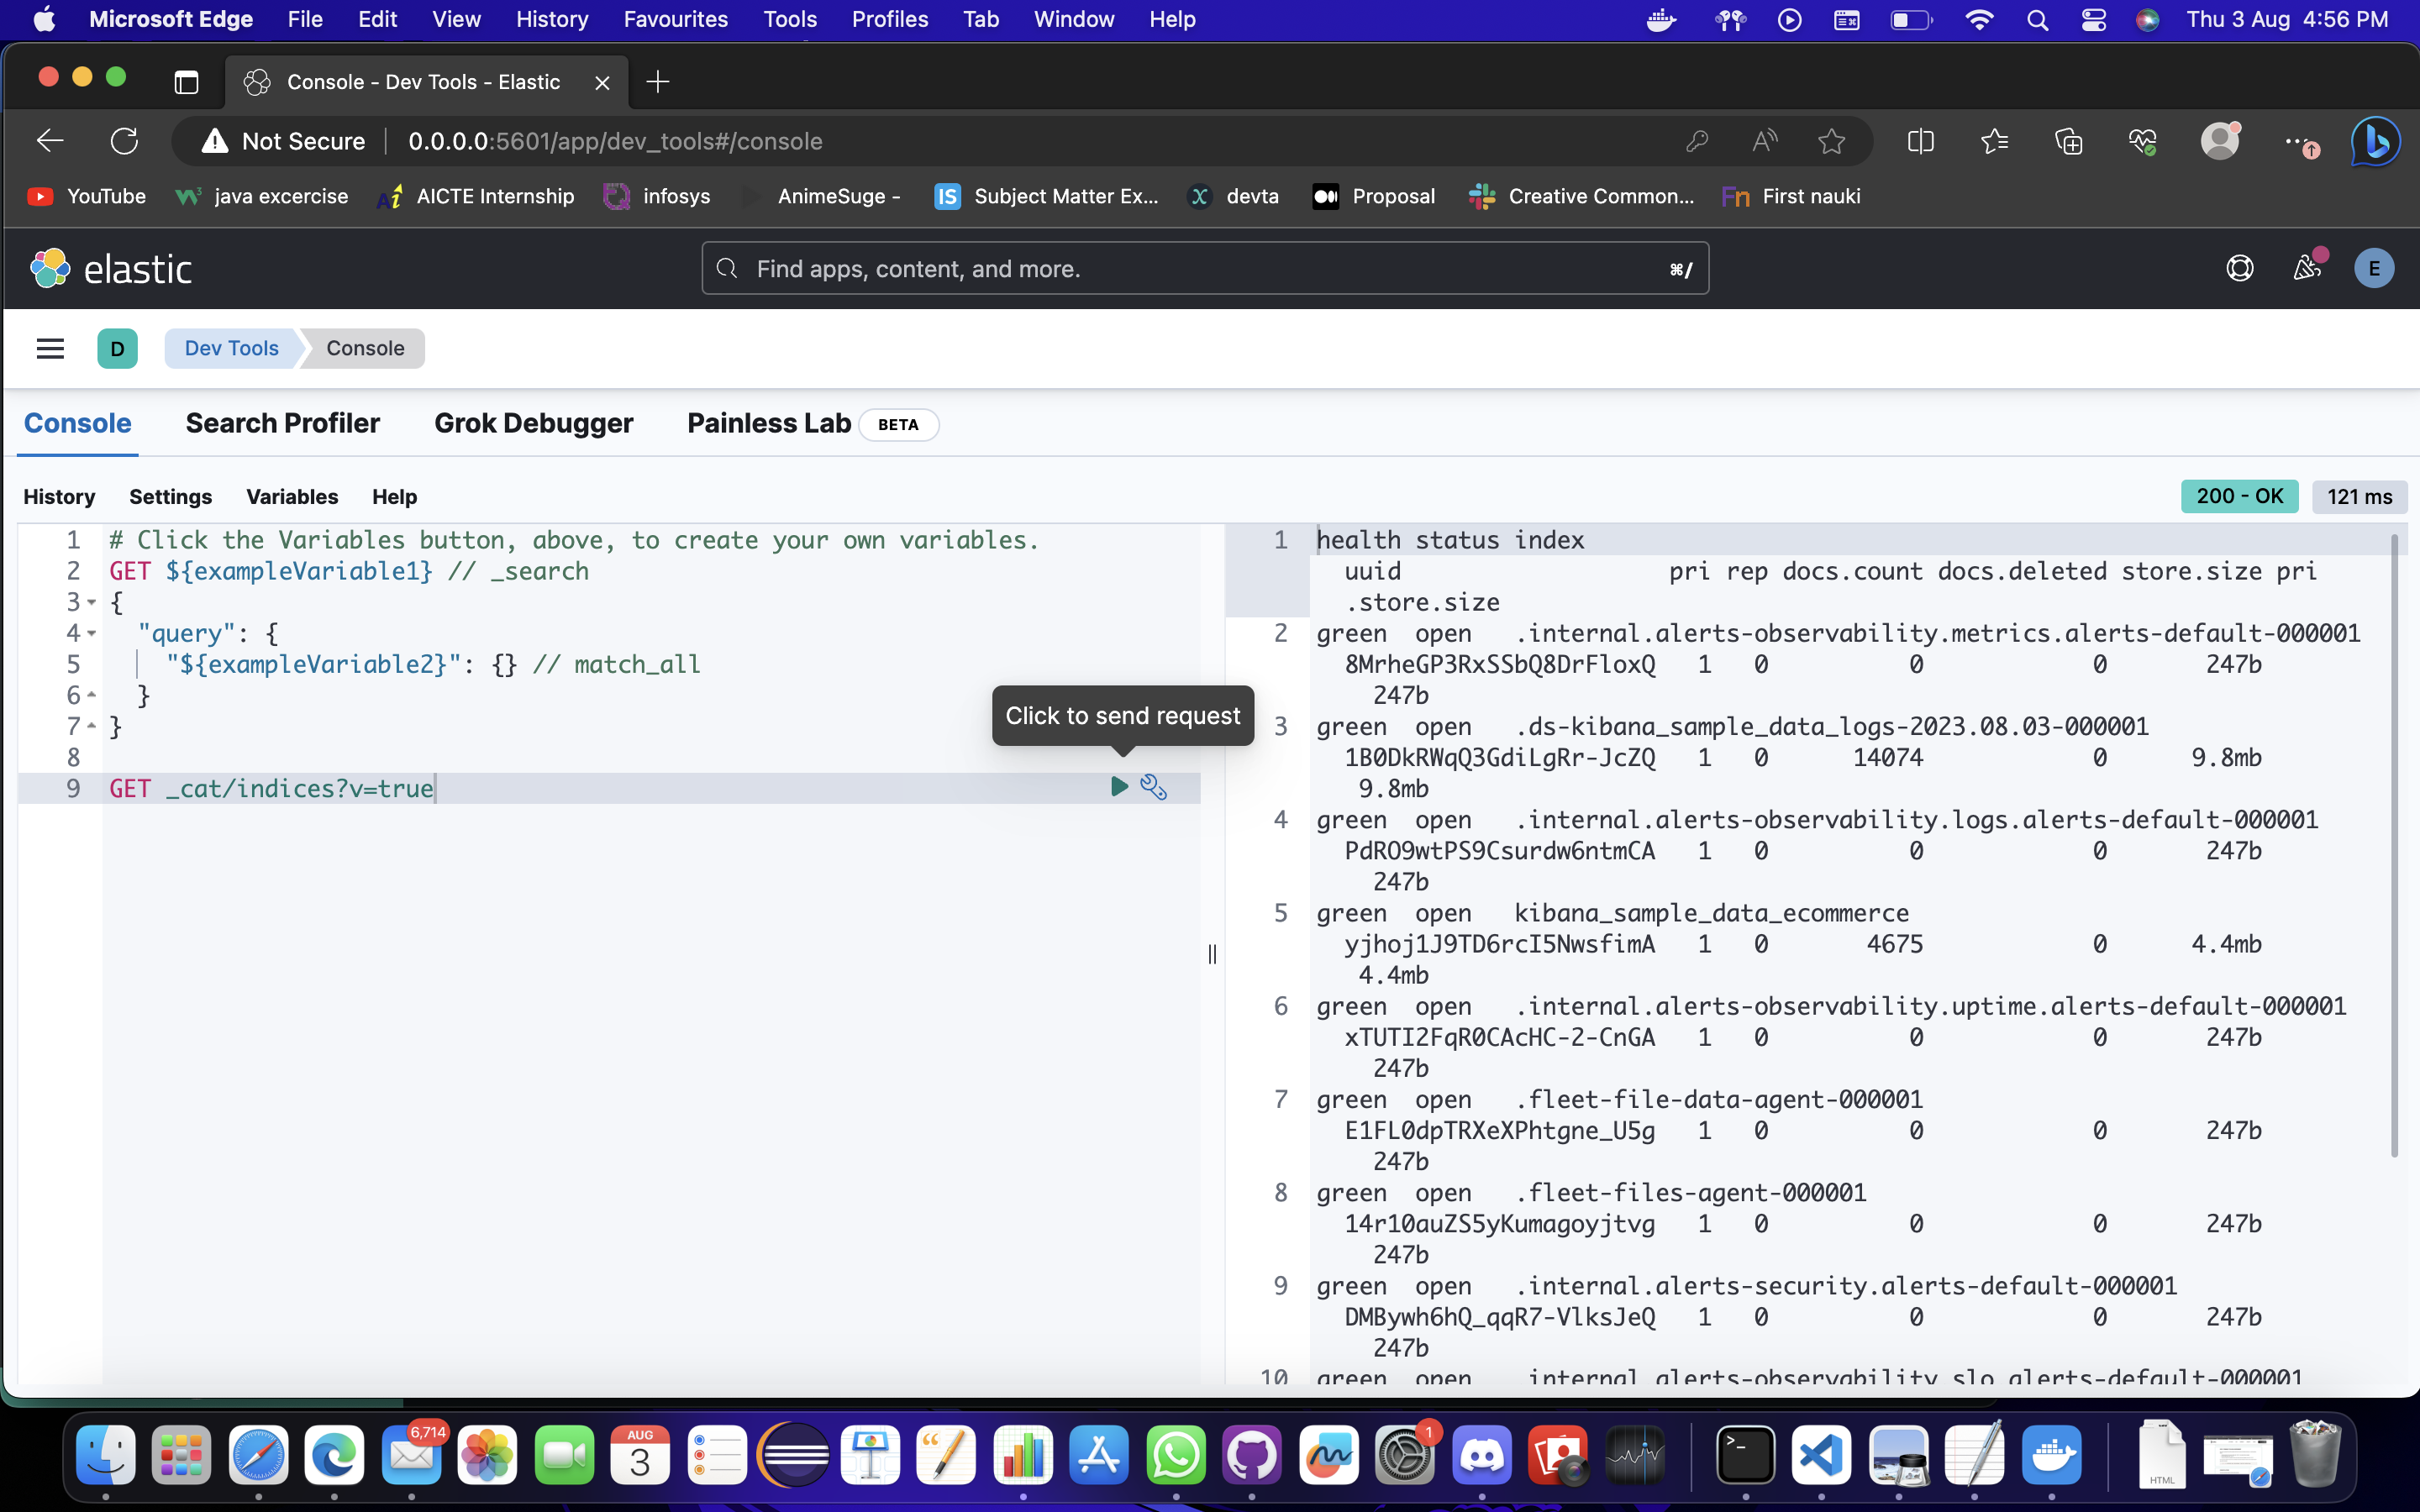 Microsoft Edge File Edit View History Favourites Tools Profiles Tab Window Help Thu 3 Aug 4:56 PM
Console - Dev Tools - Elastic
Not Secure 0.0.0.0:5601/app/dev_tools#/console
YouTube java excercise AICTE Internship infosys AnimeSuge - Subject Matter Ex... devta Proposal Creative Common... First nauki
elastic Find apps, content, and more. ⌘/ E
D Dev Tools Console
Console Search Profiler Grok Debugger Painless Lab BETA
History Settings Variables Help 200 - OK 121 ms
1 # Click the Variables button, above, to create your own variables.
2 GET ${exampleVariable1} // _search
3 {
4 "query": {
5 "${exampleVariable2}": {} // match_all
6 }
7 }
8
9 GET _cat/indices?v=true
Click to send request
1 health status index
uuid pri rep docs.count docs.deleted store.size pri
.store.size
2 green open .internal.alerts-observability.metrics.alerts-default-000001
8MrheGP3RxSSbQ8DrFloxQ 1 0 0 0 247b
247b
3 green open .ds-kibana_sample_data_logs-2023.08.03-000001
1B0DkRWqQ3GdiLgRr-JcZQ 1 0 14074 0 9.8mb
9.8mb
4 green open .internal.alerts-observability.logs.alerts-default-000001
PdRO9wtPS9Csurdw6ntmCA 1 0 0 0 247b
247b
5 green open kibana_sample_data_ecommerce
yjhoj1J9TD6rcI5NwsfimA 1 0 4675 0 4.4mb
4.4mb
6 green open .internal.alerts-observability.uptime.alerts-default-000001
xTUTI2FqR0CAcHC-2-CnGA 1 0 0 0 247b
247b
7 green open .fleet-file-data-agent-000001
E1FL0dpTRXeXPhtgne_U5g 1 0 0 0 247b
247b
8 green open .fleet-files-agent-000001
14r10auZS5yKumagoyjtvg 1 0 0 0 247b
247b
9 green open .internal.alerts-security.alerts-default-000001
DMBywh6hQ_qqR7-VlksJeQ 1 0 0 0 247b
247b
10 green open .internal.alerts-observability.slo.alerts-default-000001
6,714 AUG 3 1 HTML